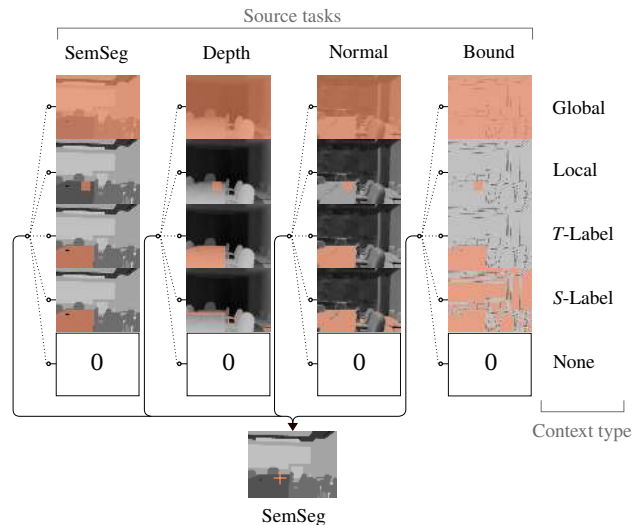 Source tasks
SemSeg Depth Normal Bound
Global
Local
T-Label
S-Label
0 0 0 0 None
Context type
SemSeg